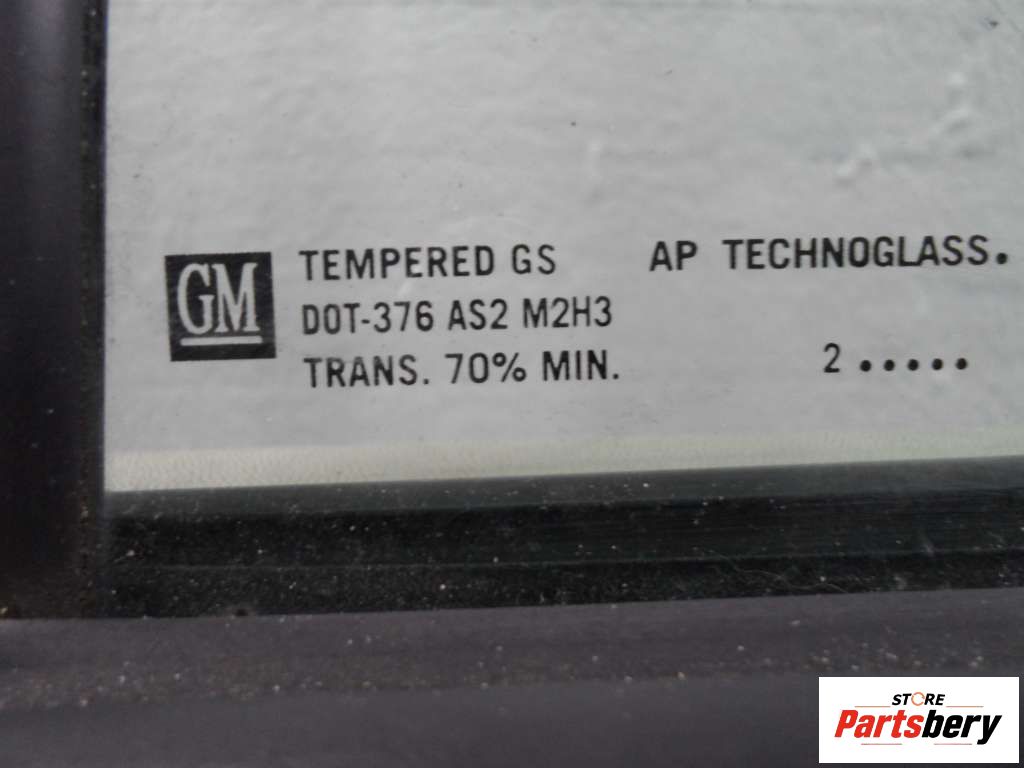 GM
TEMPERED GS AP TECHNOGLASS.
DOT-376 AS2 M2H3
TRANS. 70% MIN. 2 •••••
STORE
Partsbery